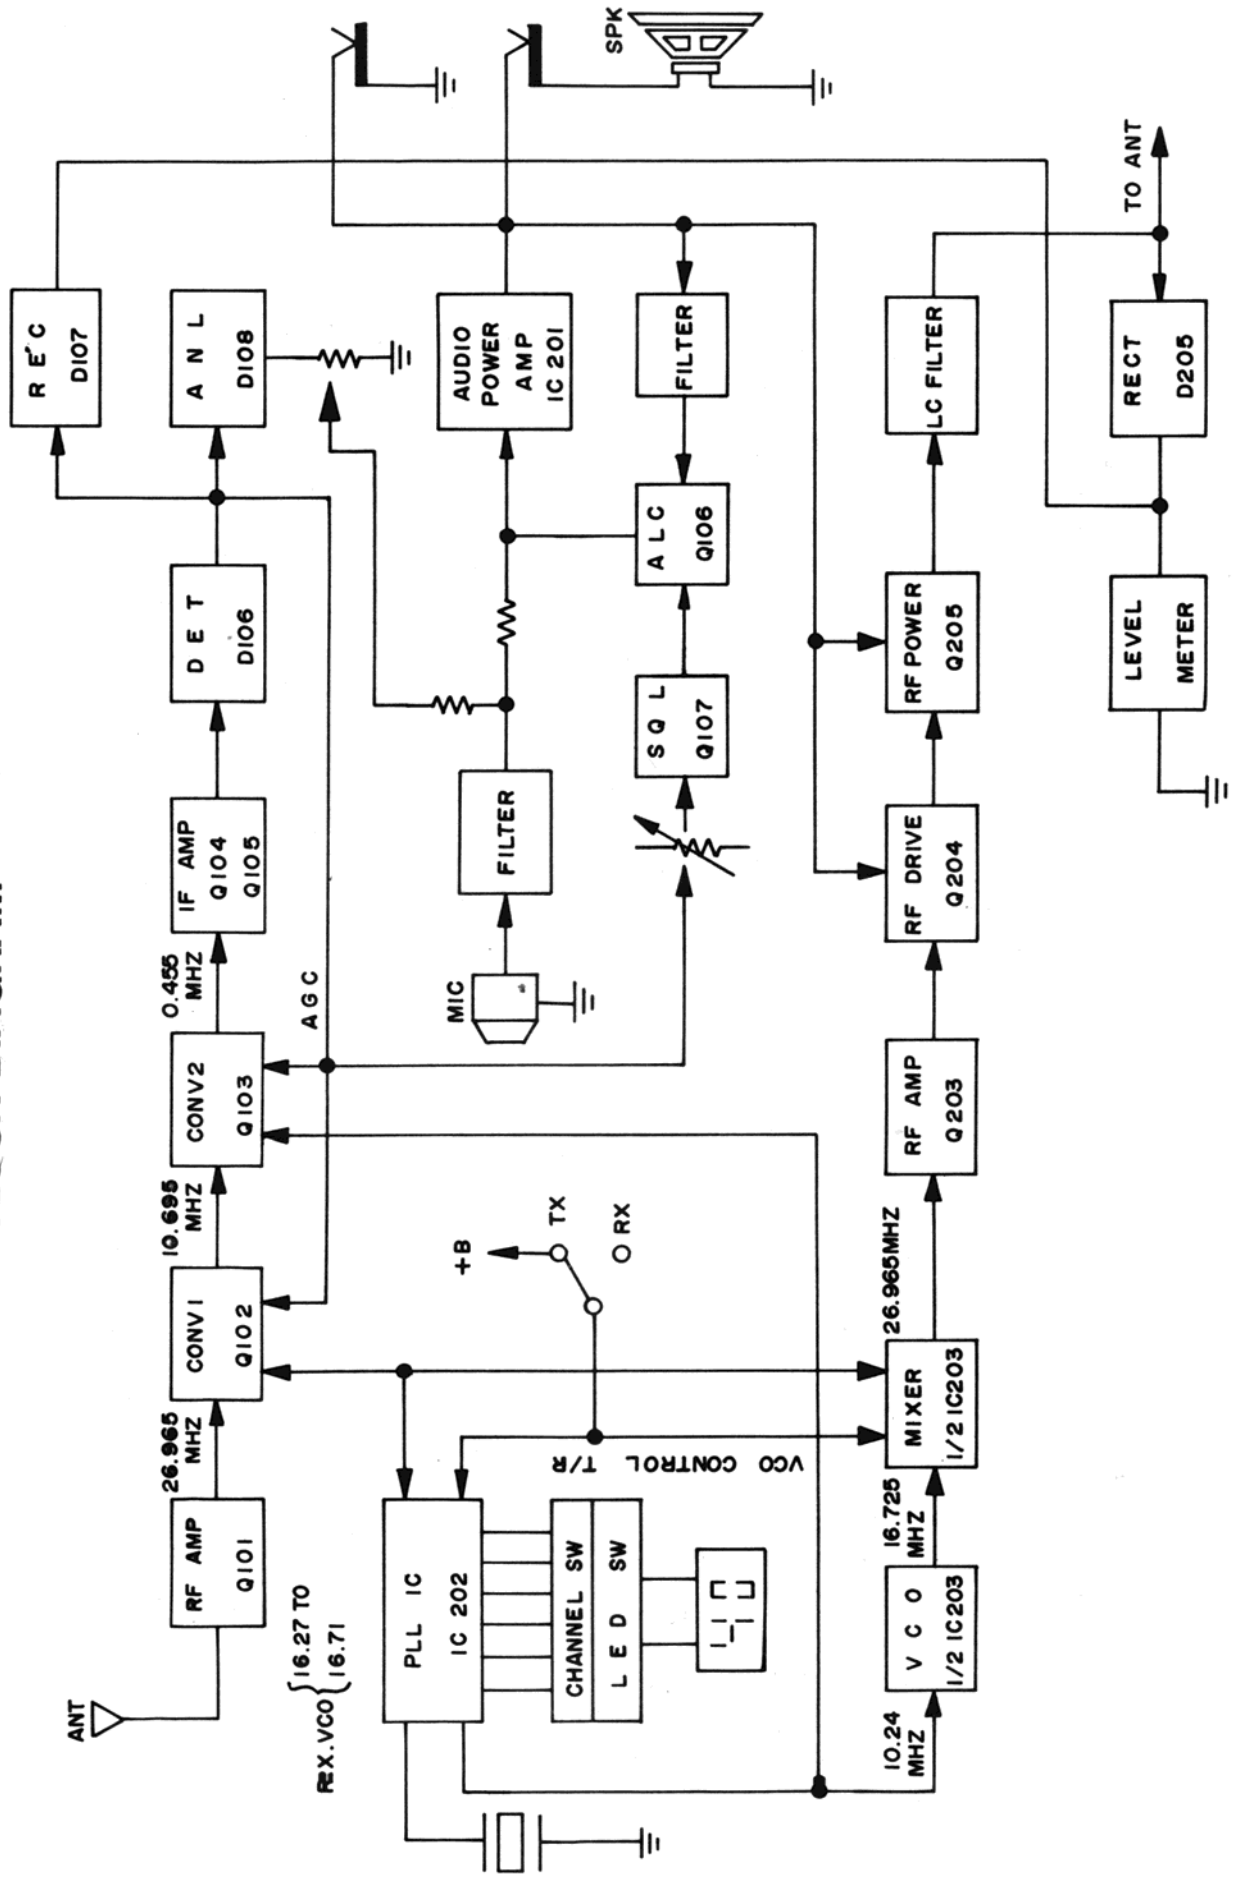 ANT
RF AMP
Q101
26.965
MHZ
CONV1
Q102
10.695
MHZ
CONV2
Q103
0.455
MHZ
IF AMP
Q104
Q105
DET
D106
REC
D107
ANL
D108
AGC
16.27 TO
16.71
REX.VCO
PLL IC
IC 202
CHANNEL SW
LED SW
+B
TX
RX
VCO CONTROL T/R
MIC
FILTER
AUDIO
POWER
AMP
IC 201
SQL
Q107
ALC
Q106
FILTER
SPK
10.24
MHZ
VCO
1/2 IC203
16.725
MHZ
MIXER
1/2 IC203
26.965MHZ
RF AMP
Q203
RF DRIVE
Q204
RF POWER
Q205
LC FILTER
TO ANT
RECT
D205
LEVEL
METER